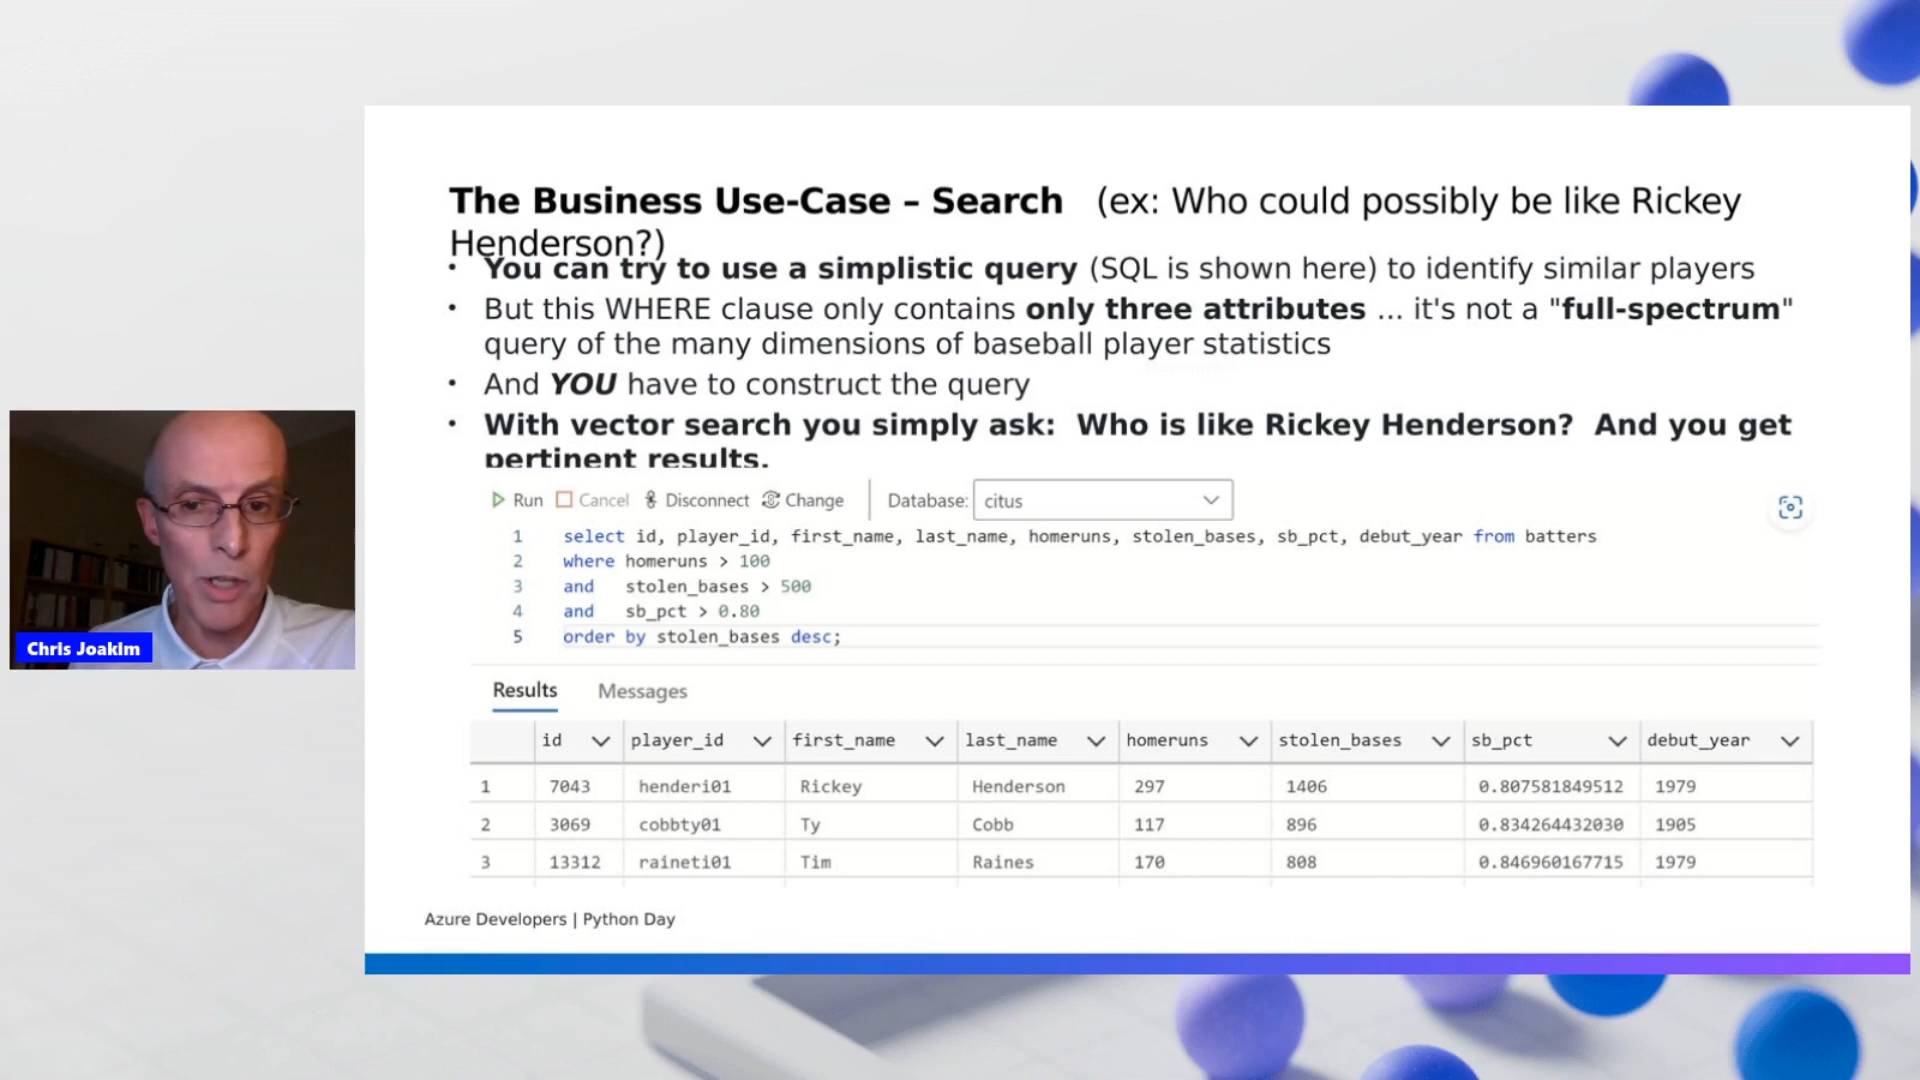 The Business Use-Case – Search (ex: Who could possibly be like Rickey
Henderson?)
• You can try to use a simplistic query (SQL is shown here) to identify similar players
• But this WHERE clause only contains only three attributes ... it's not a "full-spectrum"
query of the many dimensions of baseball player statistics
• And YOU have to construct the query
• With vector search you simply ask: Who is like Rickey Henderson? And you get
pertinent results.
Run Cancel Disconnect Change Database: citus
1 select id, player_id, first_name, last_name, homeruns, stolen_bases, sb_pct, debut_year from batters
2 where homeruns > 100
3 and stolen_bases > 500
4 and sb_pct > 0.80
5 order by stolen_bases desc;
Results Messages
id player_id first_name last_name homeruns stolen_bases sb_pct debut_year
1 7043 henderi01 Rickey Henderson 297 1406 0.807581849512 1979
2 3069 cobbty01 Ty Cobb 117 896 0.834264432030 1905
3 13312 raineti01 Tim Raines 170 808 0.846960167715 1979
Azure Developers | Python Day
Chris Joakim